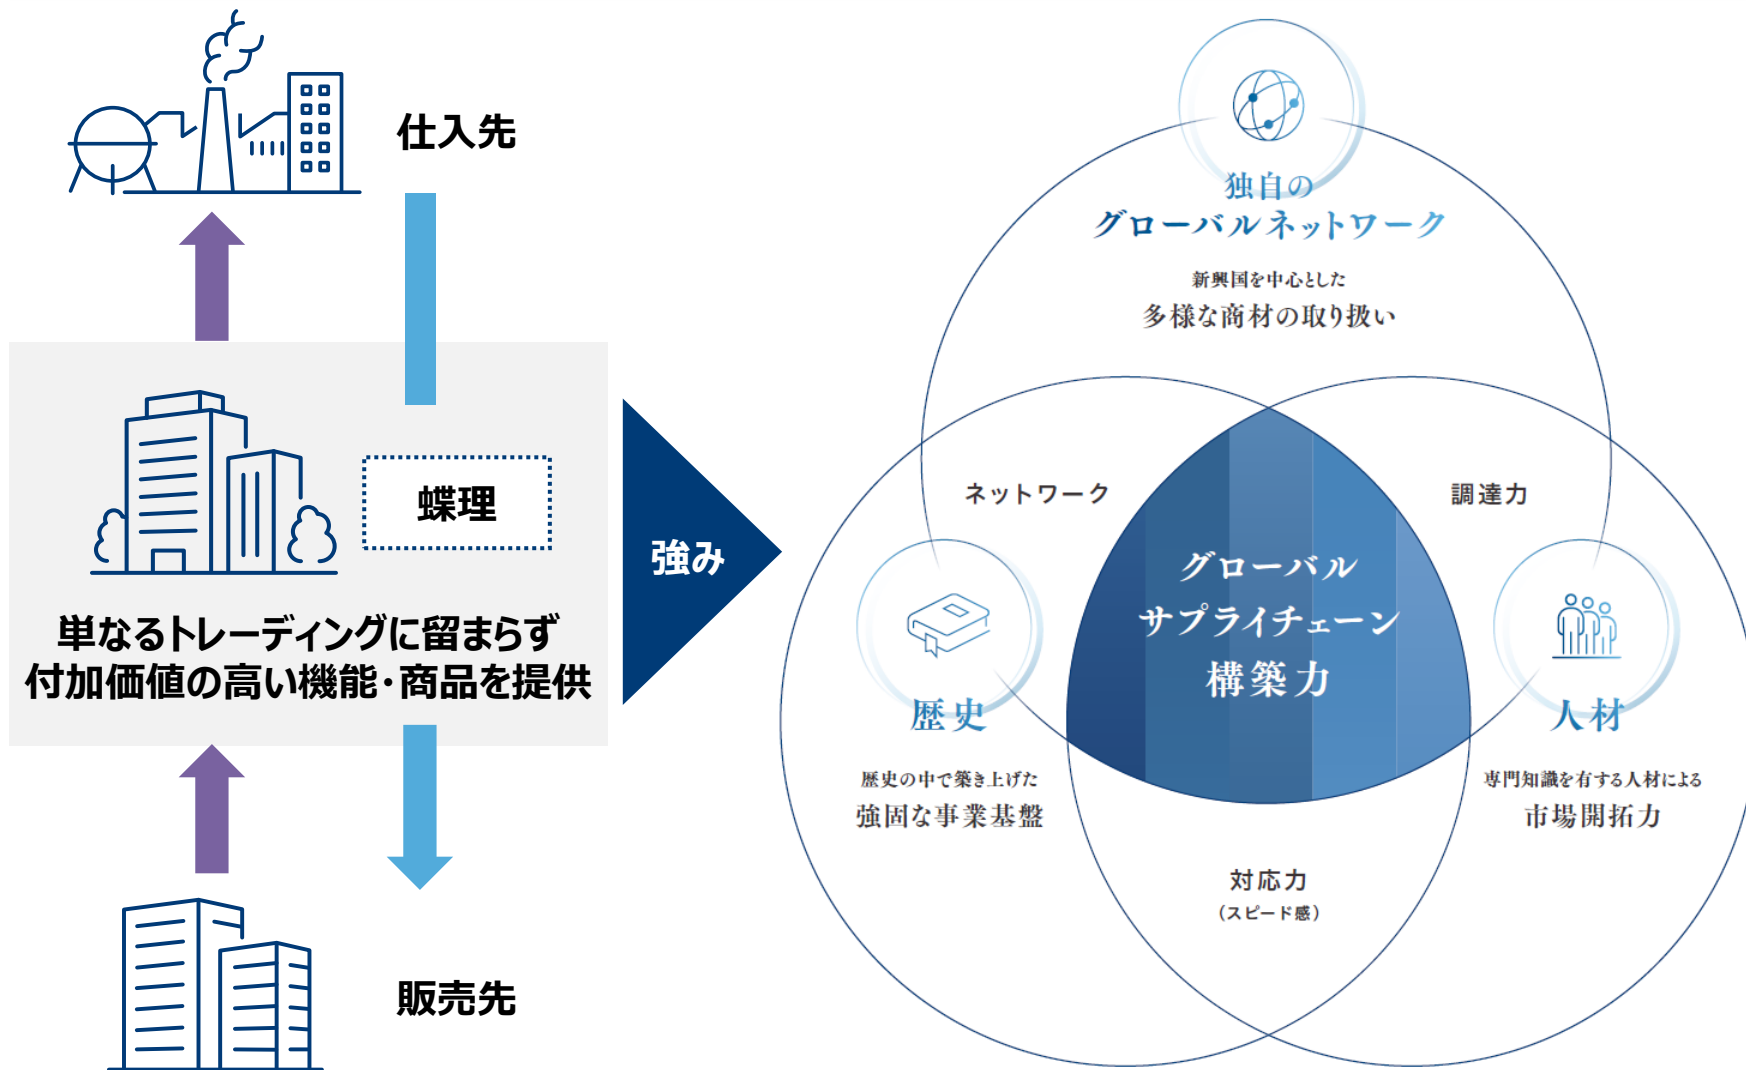 仕入先
蝶理
単なるトレーディングに留まらず
付加価値の高い機能・商品を提供
販売先
強み
独自の
グローバルネットワーク
新興国を中心とした
多様な商材の取り扱い
ネットワーク
調達力
グローバル
サプライチェーン
構築力
歴史
歴史の中で築き上げた
強固な事業基盤
人材
専門知識を有する人材による
市場開拓力
対応力
（スピード感）